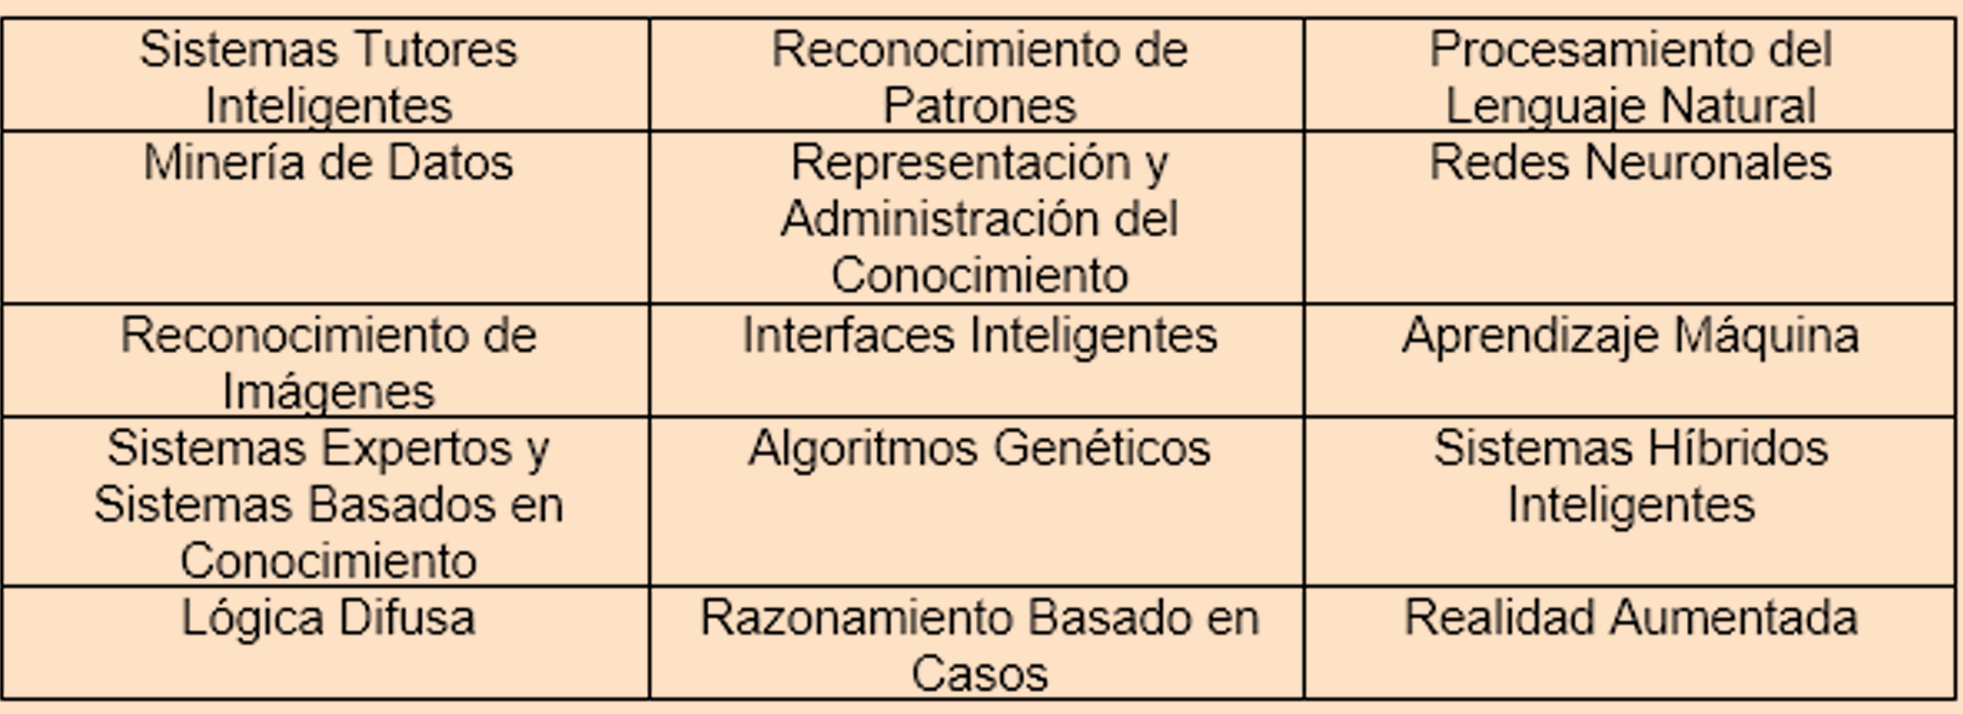 Sistemas Tutores
Inteligentes
Reconocimiento de
Patrones
Procesamiento del
Lenguaje Natural
Minería de Datos
Representación y
Administración del
Conocimiento
Redes Neuronales
Reconocimiento de
Imágenes
Interfaces Inteligentes
Aprendizaje Máquina
Sistemas Expertos y
Sistemas Basados en
Conocimiento
Algoritmos Genéticos
Sistemas Híbridos
Inteligentes
Lógica Difusa
Razonamiento Basado en
Casos
Realidad Aumentada